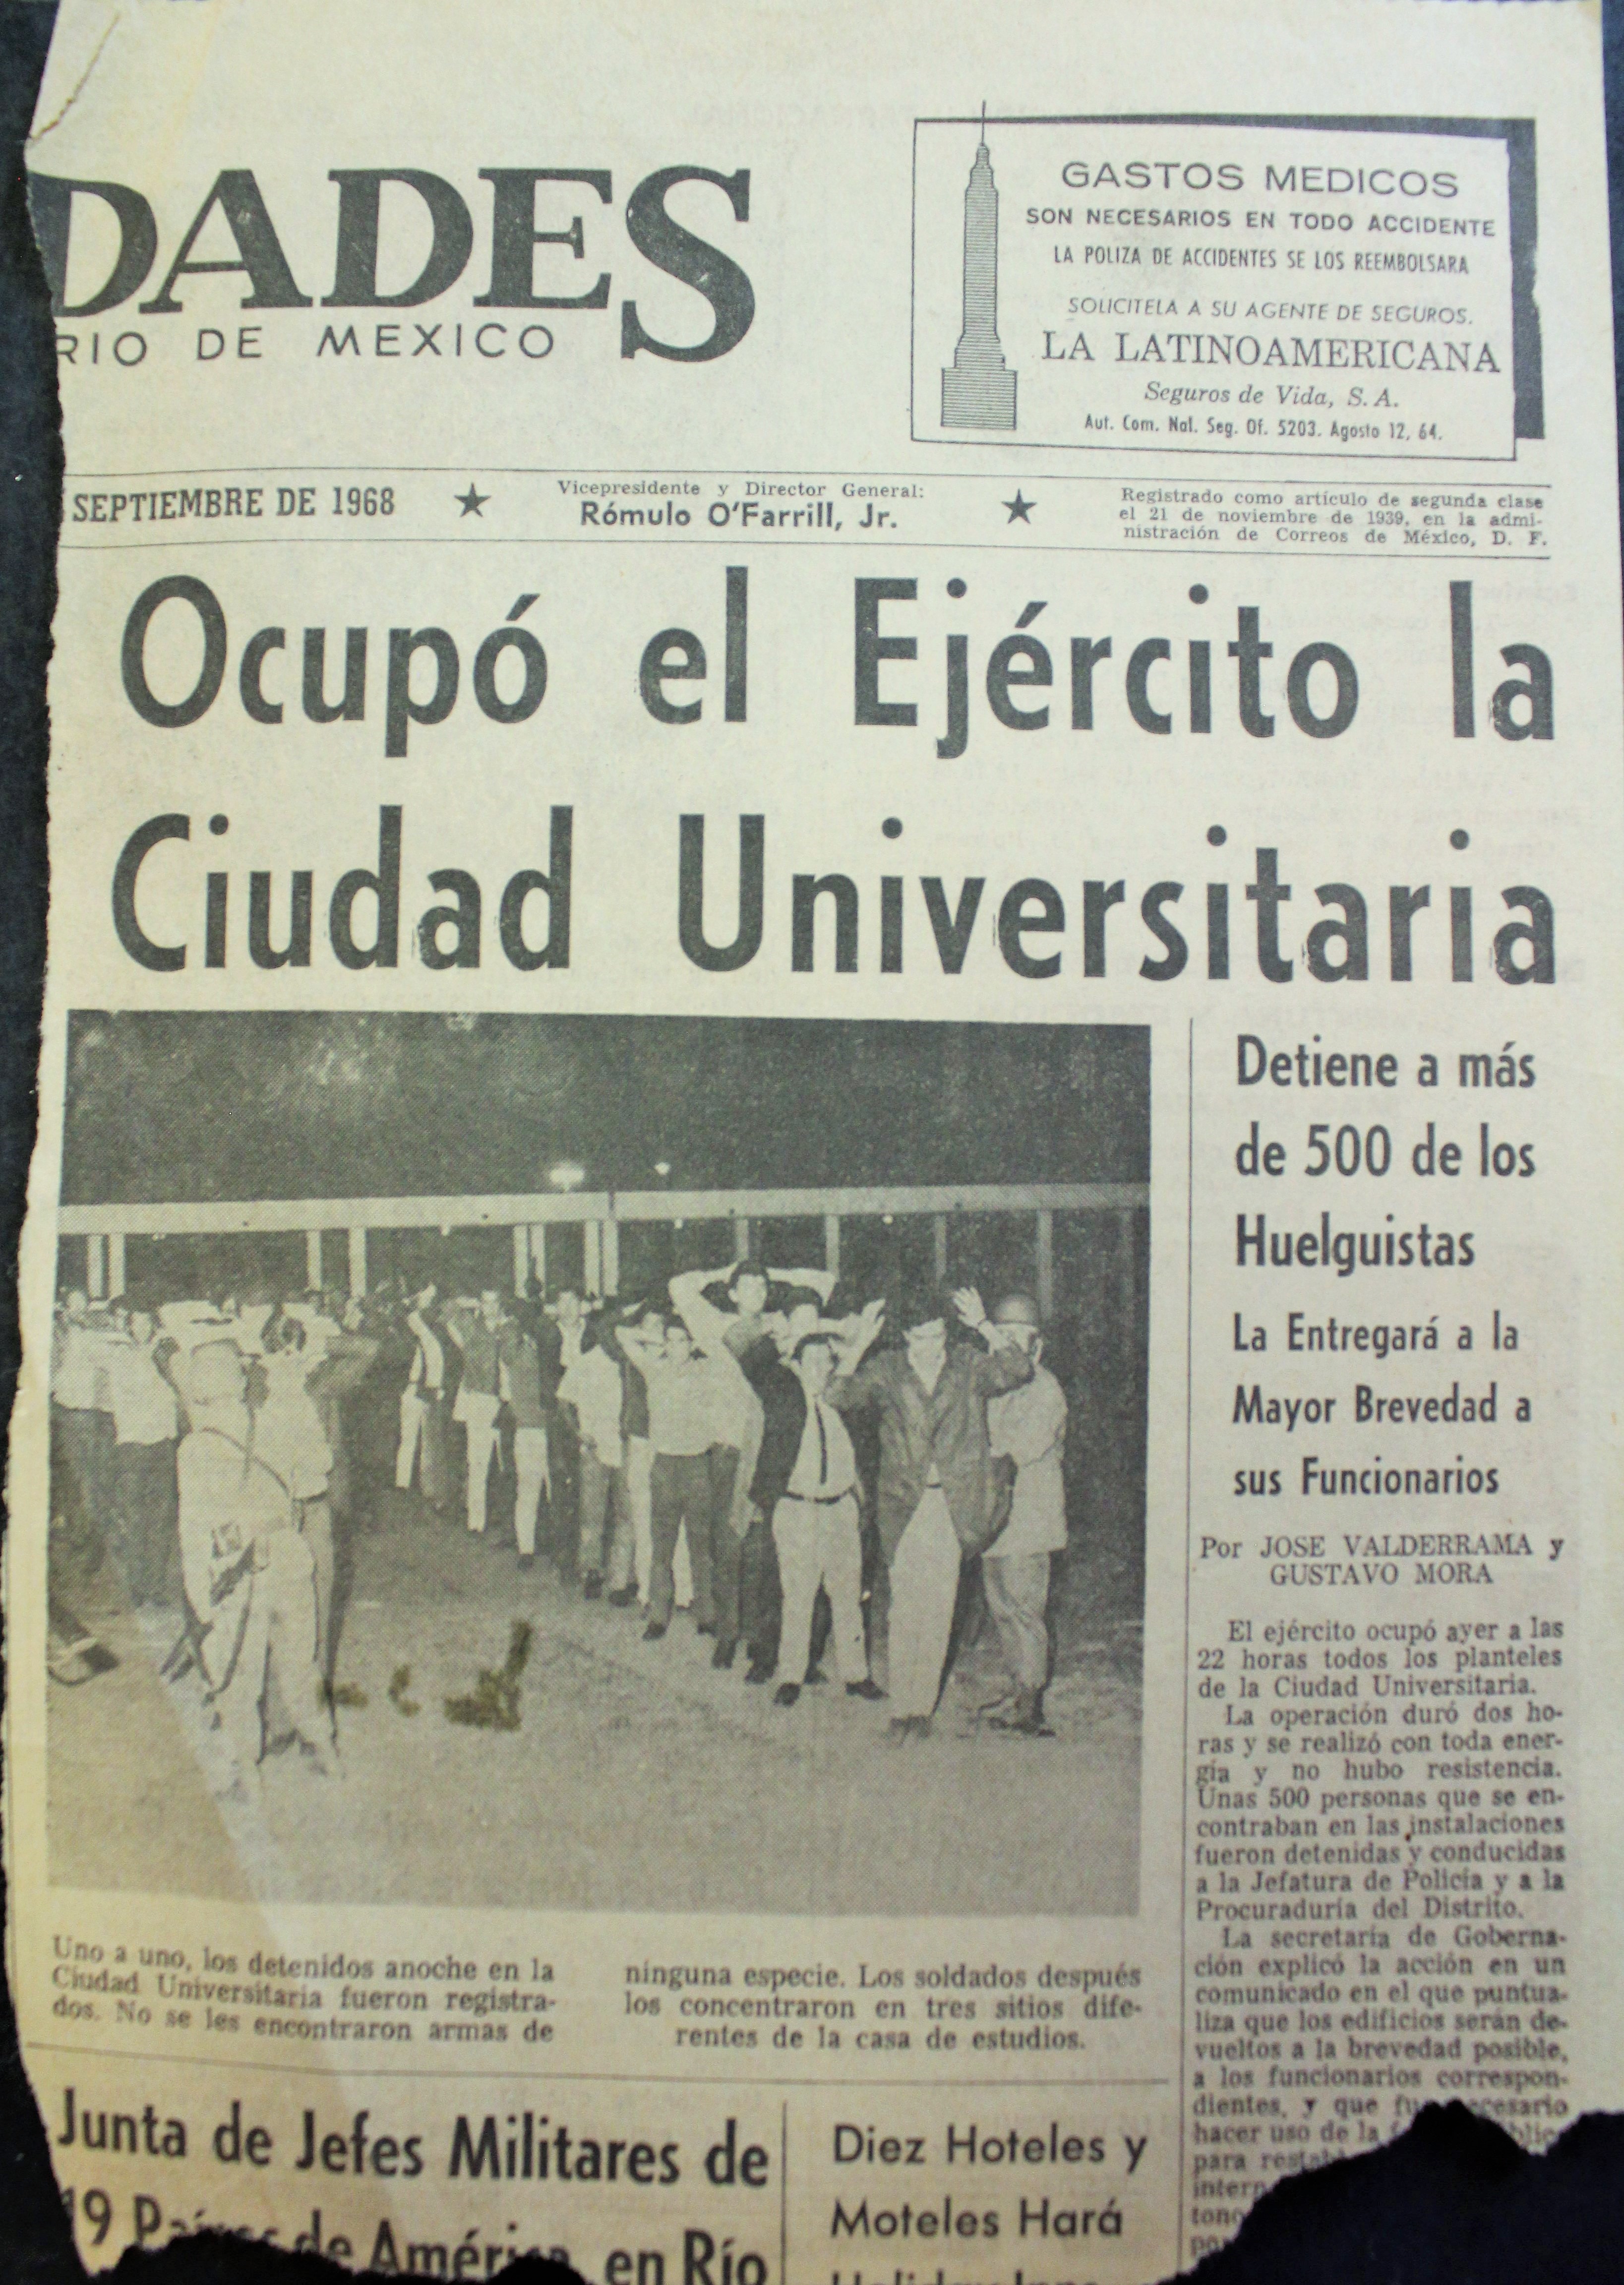 DADES
RIO DE MEXICO
GASTOS MEDICOS
SON NECESARIOS EN TODO ACCIDENTE
LA POLIZA DE ACCIDENTES SE LOS REEMBOLSARA
SOLICITELA A SU AGENTE DE SEGUROS.
LA LATINOAMERICANA
Seguros de Vida, S. A.
Aut. Com. Nal. Seg. Of. 5203. Agosto 12, 64.
SEPTIEMBRE DE 1968 ★
Vicepresidente y Director General:
Rómulo O'Farrill, Jr.
★
Registrado como artículo de segunda clase
el 21 de noviembre de 1939, en la admi-
nistración de Correos de México, D. F.
Ocupó el Ejército la
Ciudad Universitaria
Uno a uno, los detenidos anoche en la
Ciudad Universitaria fueron registra-
dos. No se les encontraron armas de
ninguna especie. Los soldados después
los concentraron en tres sitios dife-
rentes de la casa de estudios.
Detiene a más
de 500 de los
Huelguistas
La Entregará a la
Mayor Brevedad a
sus Funcionarios
Por JOSE VALDERRAMA y
GUSTAVO MORA
El ejército ocupó ayer a las
22 horas todos los planteles
de la Ciudad Universitaria.
La operación duró dos ho-
ras y se realizó con toda ener-
gía y no hubo resistencia.
Unas 500 personas que se en-
contraban en las instalaciones
fueron detenidas y conducidas
a la Jefatura de Policía y a la
Procuraduría del Distrito.
La secretaría de Goberna-
ción explicó la acción en un
comunicado en el que puntua-
liza que los edificios serán de-
vueltos a la brevedad posible,
a los funcionarios correspon-
dientes, y que
hacer uso de la
para
Junta de Jefes Militares de
19 Países de América, en Río
Diez Hoteles y
Moteles Hará